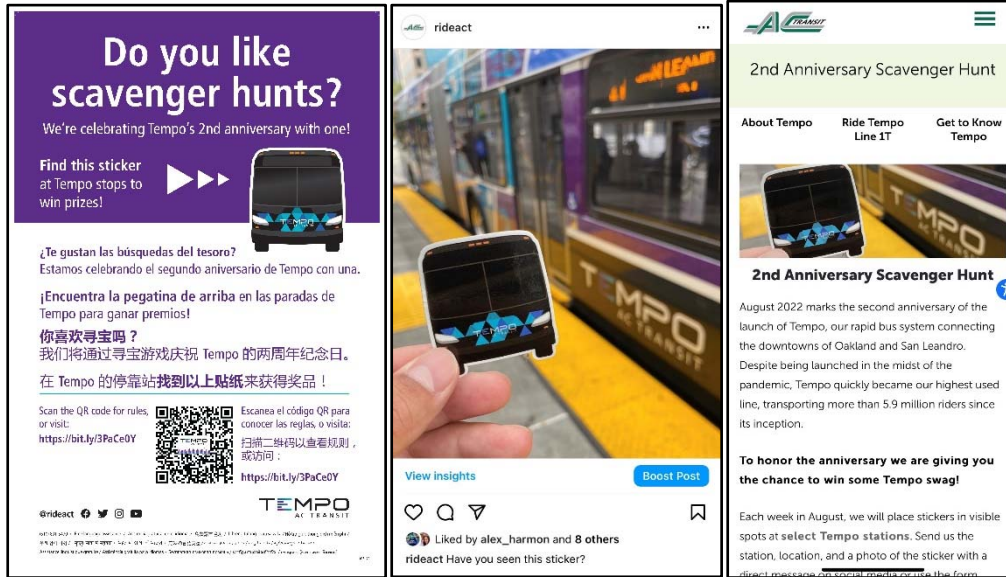 Do you like
scavenger hunts?
We're celebrating Tempo's 2nd anniversary with one!
Find this sticker
at Tempo stops to
win prizes!
TEMPO
¿Te gustan las búsquedas del tesoro?
Estamos celebrando el segundo aniversario de Tempo con una.
¡Encuentra la pegatina de arriba en las paradas de
Tempo para ganar premios!
你喜欢寻宝吗？
我们将通过寻宝游戏庆祝 Tempo 的两周年纪念日。
在 Tempo 的停靠站找到以上贴纸来获得奖品！
Scan the QR code for rules,
or visit:
https://bit.ly/3PaCe0Y
TEMPO
Escanea el código QR para
conocer las reglas, o visita:
扫描二维码以查看规则，
或访问：
https://bit.ly/3PaCe0Y
@rideact
TEMPO
AC TRANSIT
rideact
TEMPO
TEMPO
AC TRANSIT
View insights
Boost Post
Liked by alex_harmon and 8 others
rideact Have you seen this sticker?
AC TRANSIT
2nd Anniversary Scavenger Hunt
About Tempo
Ride Tempo
Line 1T
Get to Know
Tempo
TEMPO
TEMPO
2nd Anniversary Scavenger Hunt
August 2022 marks the second anniversary of the
launch of Tempo, our rapid bus system connecting
the downtowns of Oakland and San Leandro.
Despite being launched in the midst of the
pandemic, Tempo quickly became our highest used
line, transporting more than 5.9 million riders since
its inception.
To honor the anniversary we are giving you
the chance to win some Tempo swag!
Each week in August, we will place stickers in visible
spots at select Tempo stations. Send us the
station, location, and a photo of the sticker with a
direct message on social media or use the form